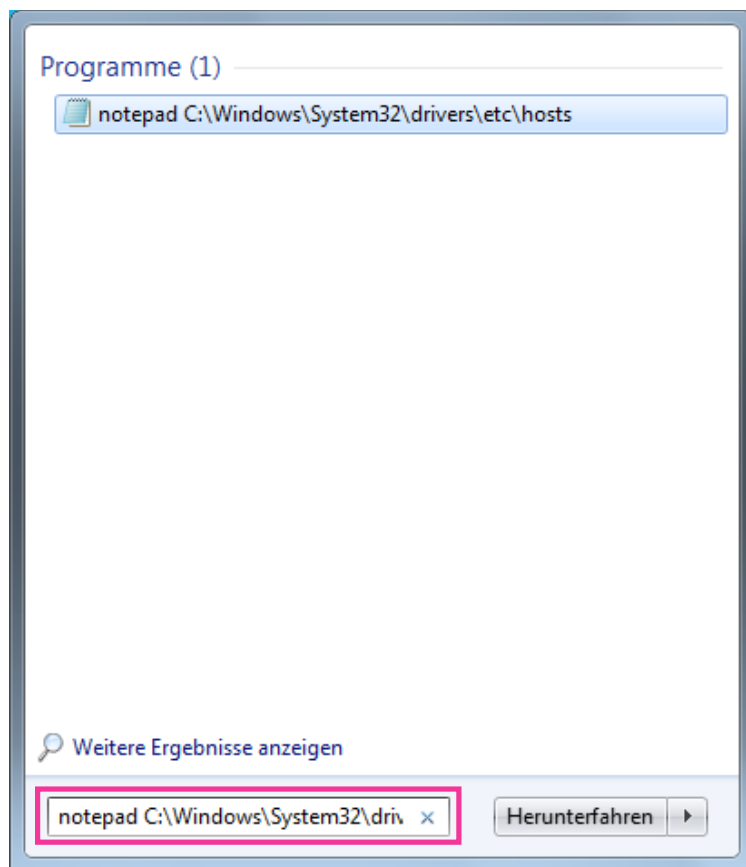 Programme (1)
notepad C:\Windows\System32\drivers\etc\hosts
Weitere Ergebnisse anzeigen
notepad C:\Windows\System32\driv
Herunterfahren